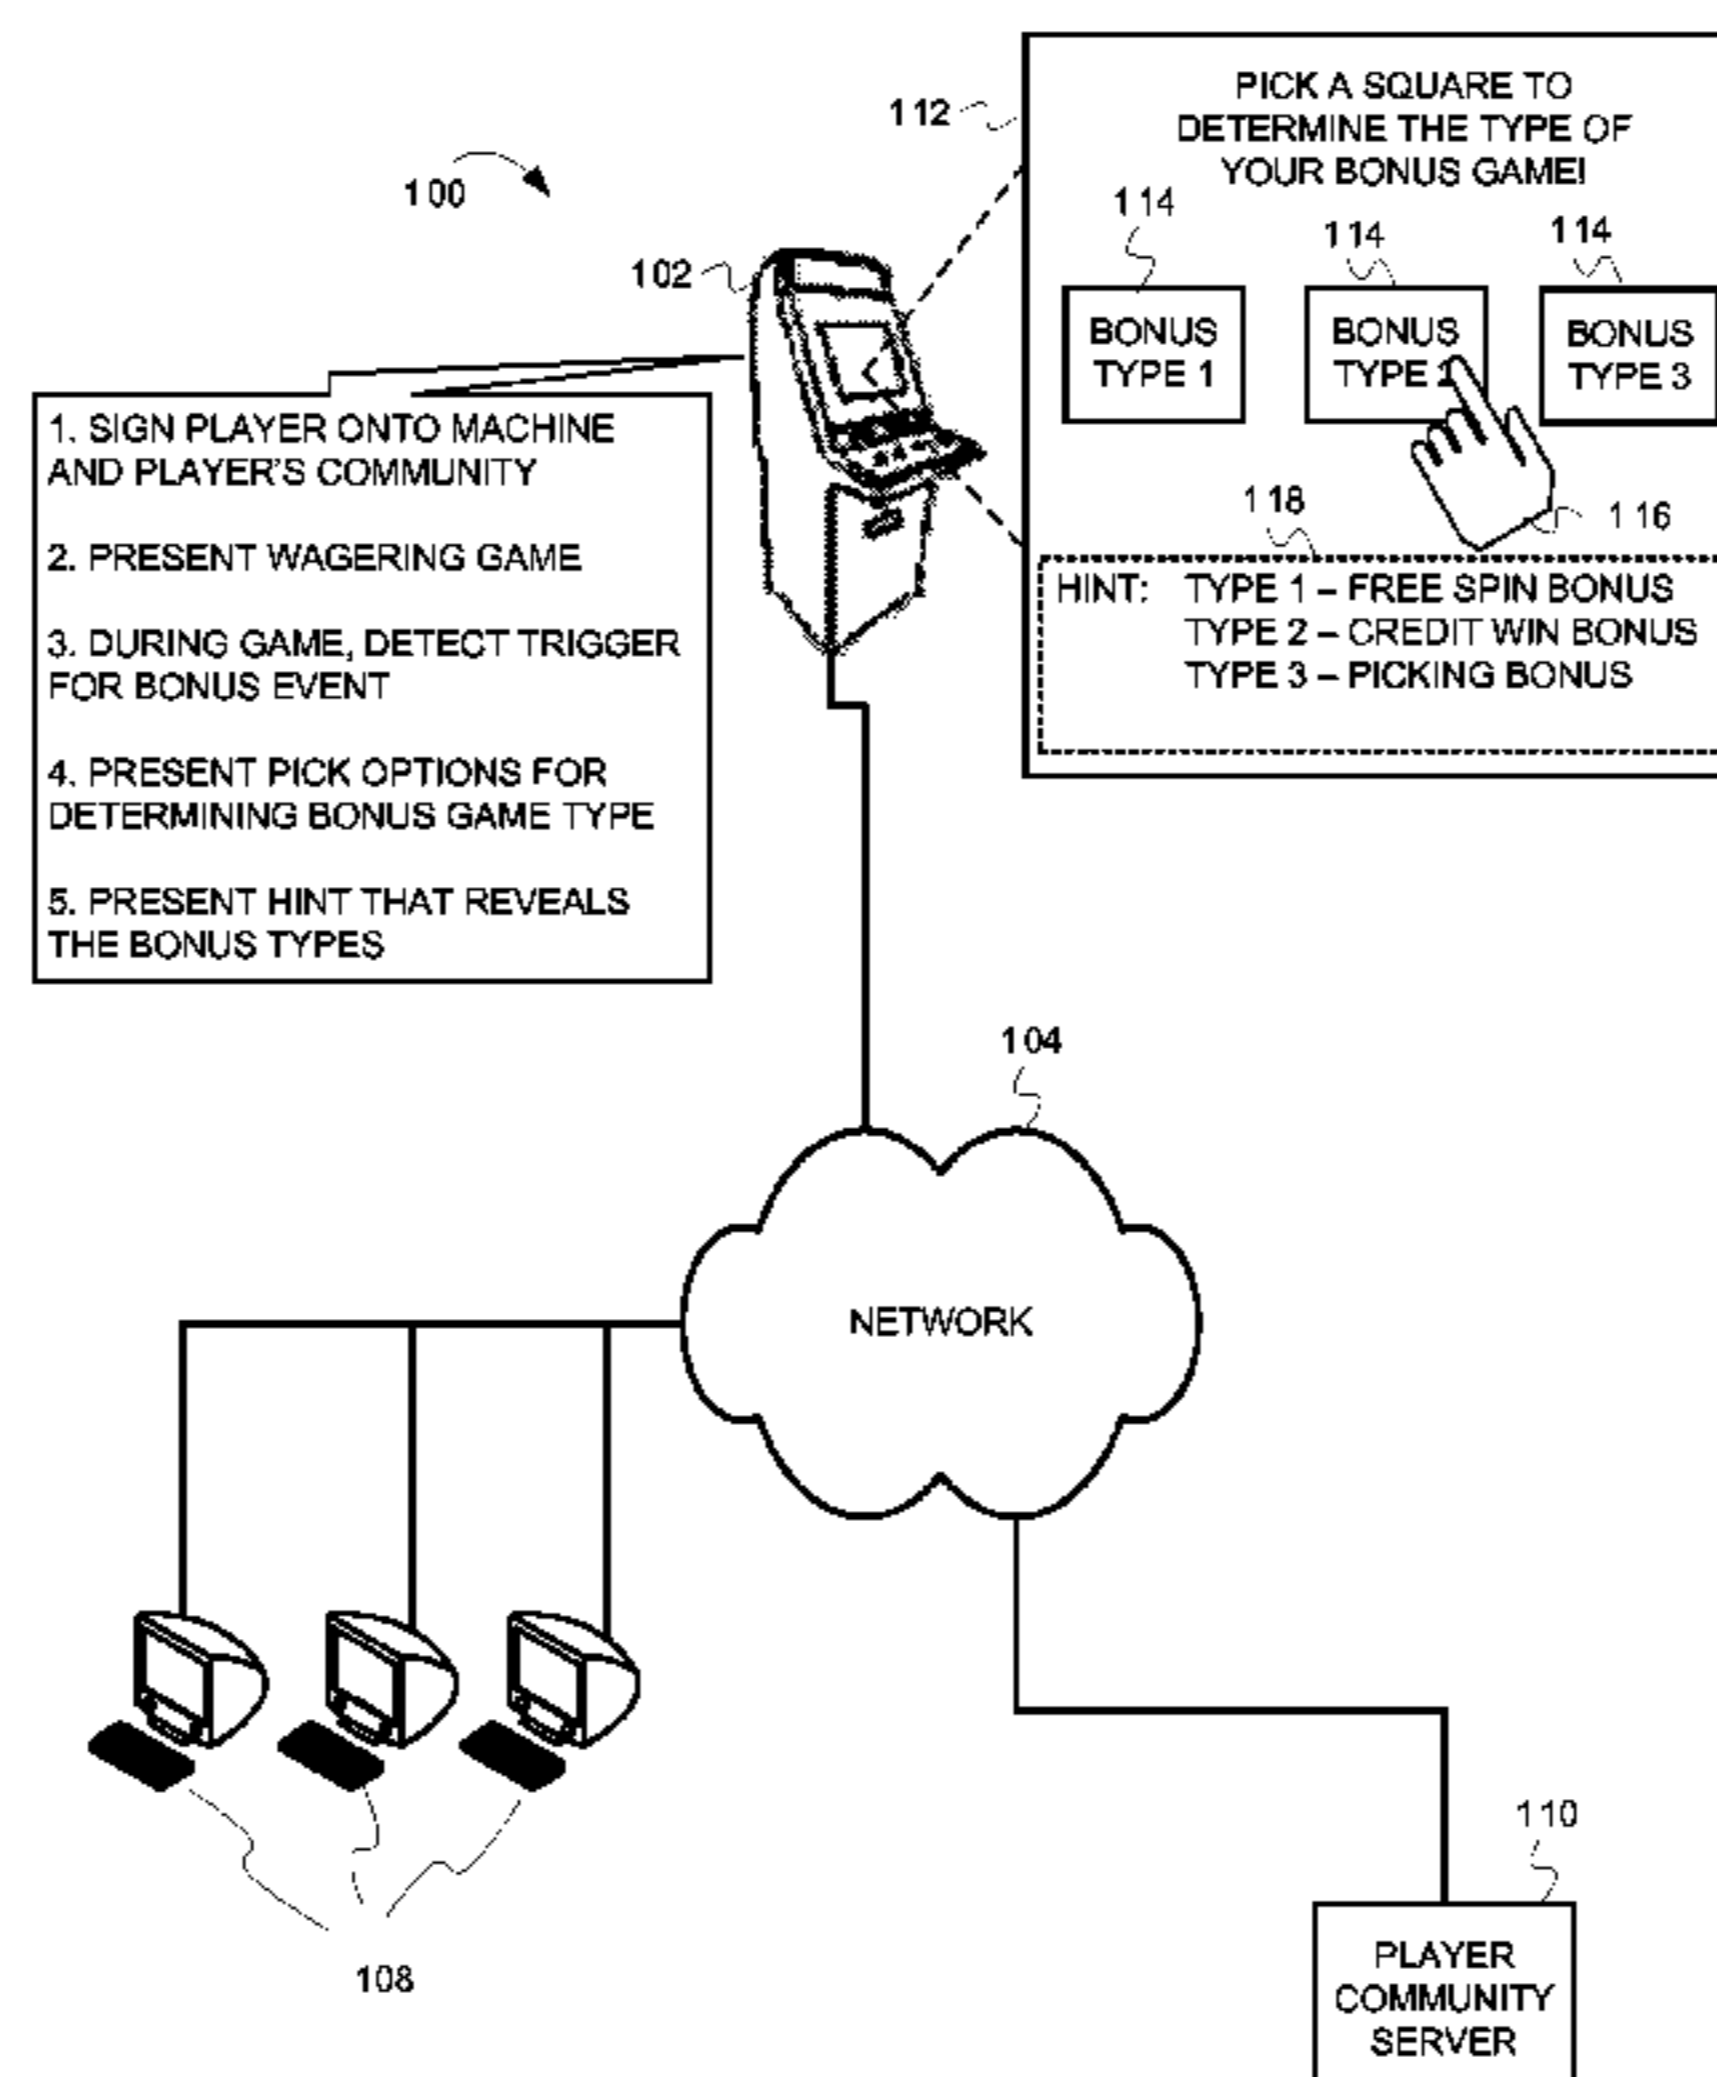 PICK A SQUARE TO
DETERMINE THE TYPE OF
YOUR BONUS GAME!
112
100
114
114
114
102
BONUS
TYPE 1
BONUS
TYPE 2
BONUS
TYPE 3
118
116
HINT: TYPE 1 – FREE SPIN BONUS
TYPE 2 – CREDIT WIN BONUS
TYPE 3 – PICKING BONUS
1. SIGN PLAYER ONTO MACHINE
AND PLAYER'S COMMUNITY
2. PRESENT WAGERING GAME
3. DURING GAME, DETECT TRIGGER
FOR BONUS EVENT
4. PRESENT PICK OPTIONS FOR
DETERMINING BONUS GAME TYPE
5. PRESENT HINT THAT REVEALS
THE BONUS TYPES
104
NETWORK
108
110
PLAYER
COMMUNITY
SERVER